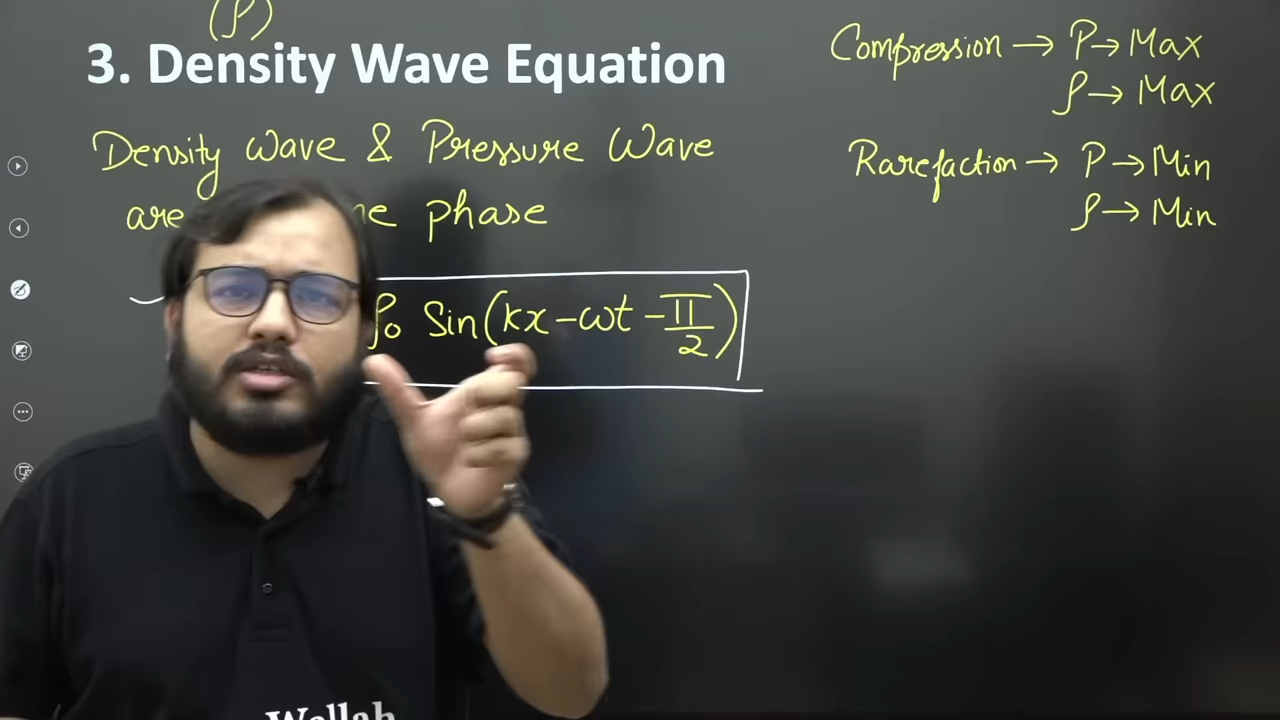 (ρ)
3. Density Wave Equation
Density wave & Pressure Wave
are phase
ρ₀ Sin(kx - ωt - π/2)
Compression → P → Max
ρ → Max
Rarefaction → P → Min
ρ → Min
Wallah